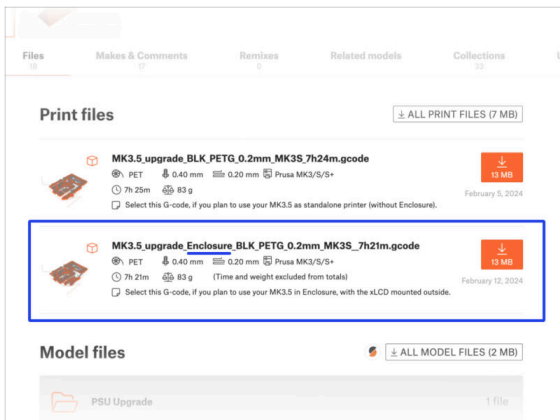 Files
Makes & Comments
Remixes
Related models
Collections
19
17
0
33
Print files
ALL PRINT FILES (7 MB)
MK3.5_upgrade_BLK_PETG_0.2mm_MK3S_7h24m.gcode
PET 0.40 mm 0.20 mm Prusa MK3/S/S+
7h 25m 83 g
Select this G-code, if you plan to use your MK3.5 as standalone printer (without Enclosure).
13 MB
February 5, 2024
MK3.5_upgrade_Enclosure_BLK_PETG_0.2mm_MK3S_7h21m.gcode
PET 0.40 mm 0.20 mm Prusa MK3/S/S+
7h 21m 83 g (Time and weight excluded from totals)
Select this G-code, if you plan to use your MK3.5 in Enclosure, with the xLCD mounted outside.
13 MB
February 12, 2024
Model files
ALL MODEL FILES (2 MB)
PSU Upgrade
1 file